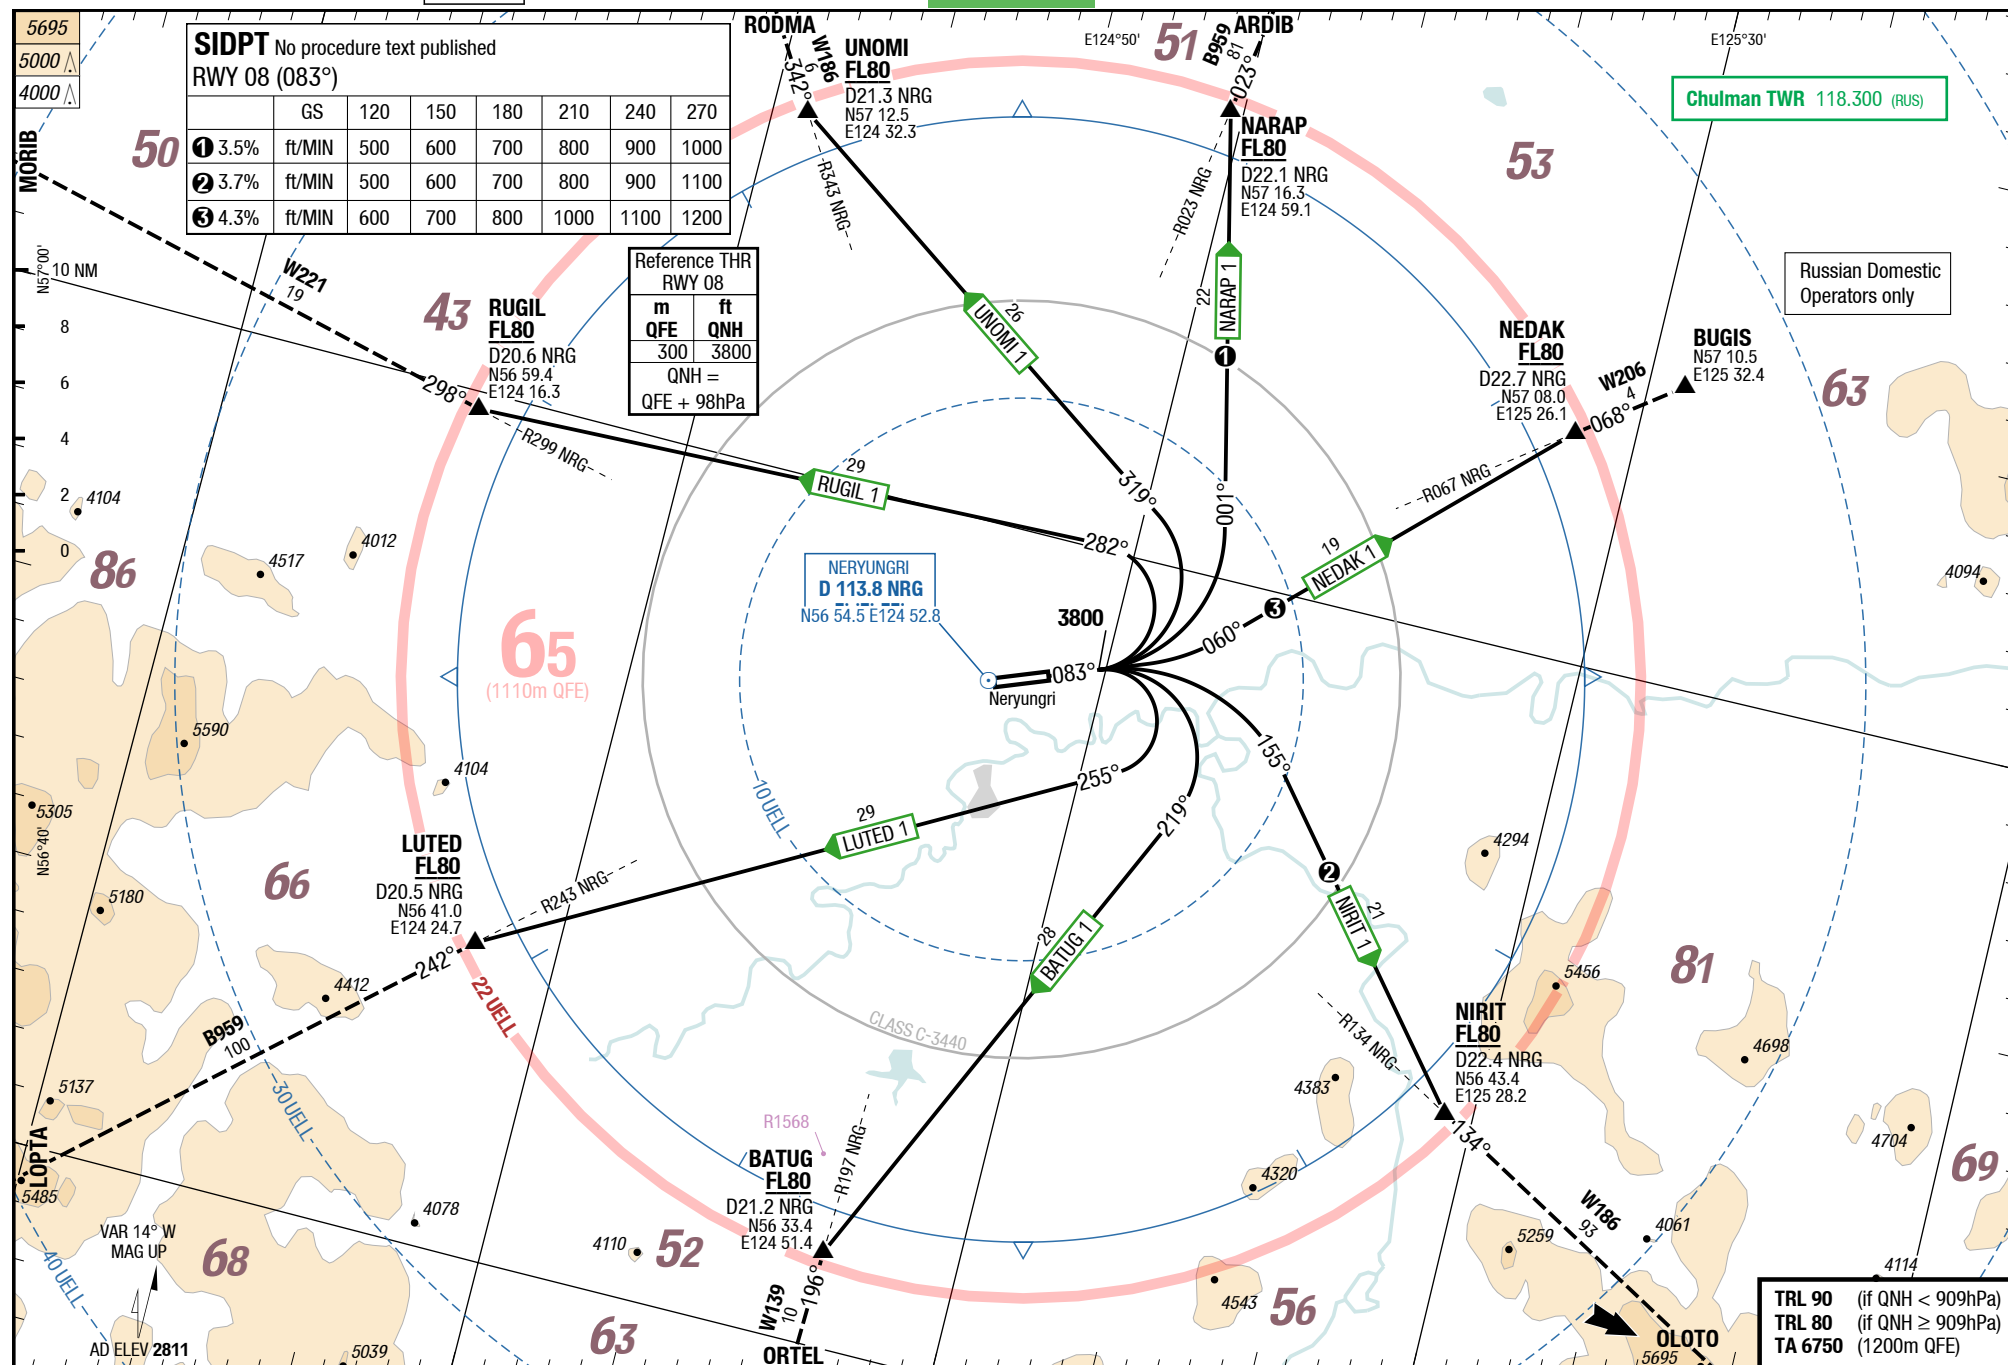 5695
5000
4000
SIDPT No procedure text published
RWY 08 (083°)
GS 120 150 180 210 240 270
1 3.5% ft/MIN 500 600 700 800 900 1000
2 3.7% ft/MIN 500 600 700 800 900 1100
3 4.3% ft/MIN 600 700 800 1000 1100 1200
Reference THR
RWY 08
m ft
QFE QNH
300 3800
QNH =
QFE + 98hPa
RODMA
W186
6
342°
UNOMI
FL80
D21.3 NRG
N57 12.5
E124 32.3
R343 NRG
E124°50'
51
B959
81
023°
ARDIB
NARAP
FL80
D22.1 NRG
N57 16.3
E124 59.1
R023 NRG
E125°30'
Chulman TWR 118.300 (RUS)
53
Russian Domestic
Operators only
MORIB
50
N57°00'
10 NM
8
6
4
2
0
W221
19
43
RUGIL
FL80
D20.6 NRG
N56 59.4
E124 16.3
298°
R299 NRG
26
UNOMI 1
22
NARAP 1
1
NEDAK
FL80
D22.7 NRG
N57 08.0
E125 26.1
W206
4
068°
BUGIS
N57 10.5
E125 32.4
63
R067 NRG
29
RUGIL 1
319°
001°
282°
19
NEDAK 1
3
060°
4104
86
4517
4012
4094
NERYUNGRI
D 113.8 NRG
N56 54.5 E124 52.8
3800
083°
Neryungri
65
(1110m QFE)
5590
4104
5305
N56°40'
10 UELL
255°
155°
219°
29
LUTED 1
LUTED
FL80
D20.5 NRG
N56 41.0
E124 24.7
66
5180
R243 NRG
242°
2
21
NIRIT 1
28
BATUG 1
4294
4412
22 UELL
B959
100
CLASS C-3440
5456
81
NIRIT
FL80
D22.4 NRG
N56 43.4
E125 28.2
R134 NRG
4698
5137
30 UELL
R1568
4383
134°
4704
LOPTA
5485
BATUG
FL80
D21.2 NRG
N56 33.4
E124 51.4
R197 NRG
4320
69
4078
VAR 14° W
MAG UP
68
40 UELL
4110
52
W186
93
4061
5259
4114
196°
W139
10
4543
56
63
AD ELEV 2811
5039
ORTEL
OLOTO
5695
TRL 90 (if QNH < 909hPa)
TRL 80 (if QNH ≥ 909hPa)
TA 6750 (1200m QFE)